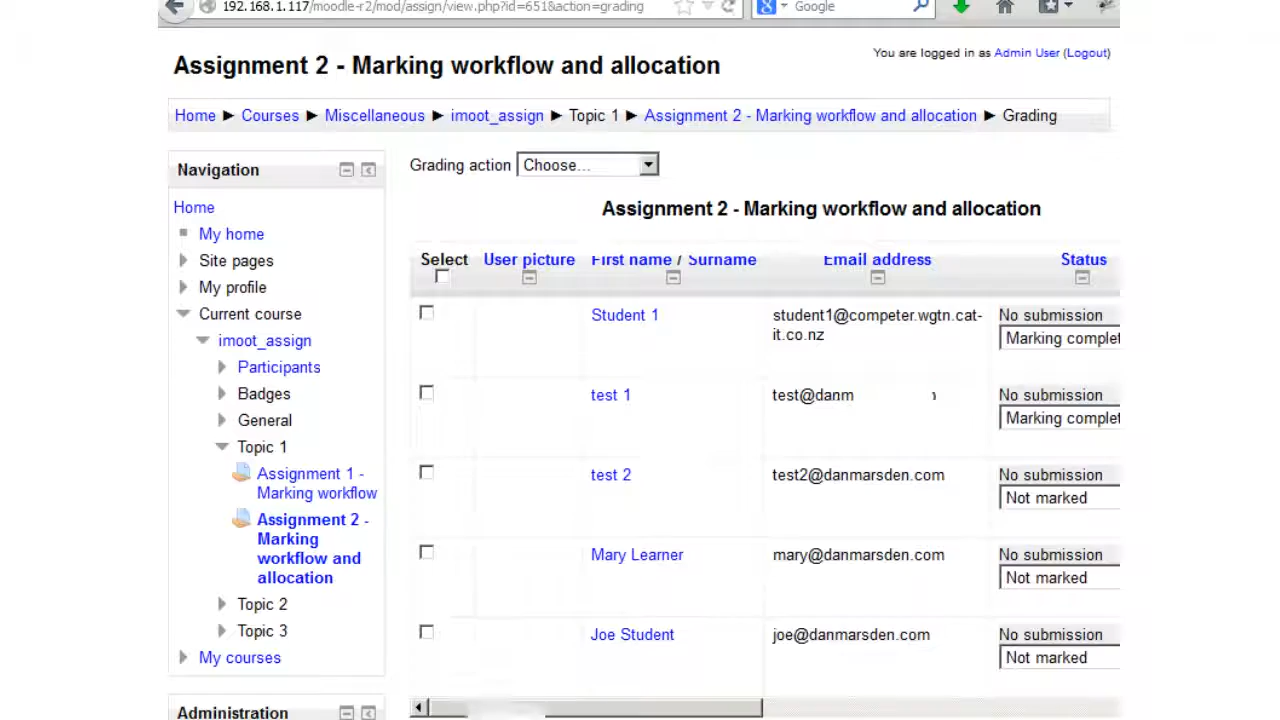 192.168.1.117/moodle-r2/mod/assign/view.php?id=651&action=grading
Google
Assignment 2 - Marking workflow and allocation
You are logged in as Admin User (Logout)
Home ► Courses ► Miscellaneous ► imoot_assign ► Topic 1 ► Assignment 2 - Marking workflow and allocation ► Grading
Navigation
Home
My home
Site pages
My profile
Current course
imoot_assign
Participants
Badges
General
Topic 1
Assignment 1 -
Marking workflow
Assignment 2 -
Marking
workflow and
allocation
Topic 2
Topic 3
My courses
Administration
Grading action Choose...
Assignment 2 - Marking workflow and allocation
Select User picture First name / Surname Email address Status
Student 1 student1@competer.wgtn.cat- No submission
it.co.nz Marking complet
test 1 test@danm No submission
Marking complet
test 2 test2@danmarsden.com No submission
Not marked
Mary Learner mary@danmarsden.com No submission
Not marked
Joe Student joe@danmarsden.com No submission
Not marked